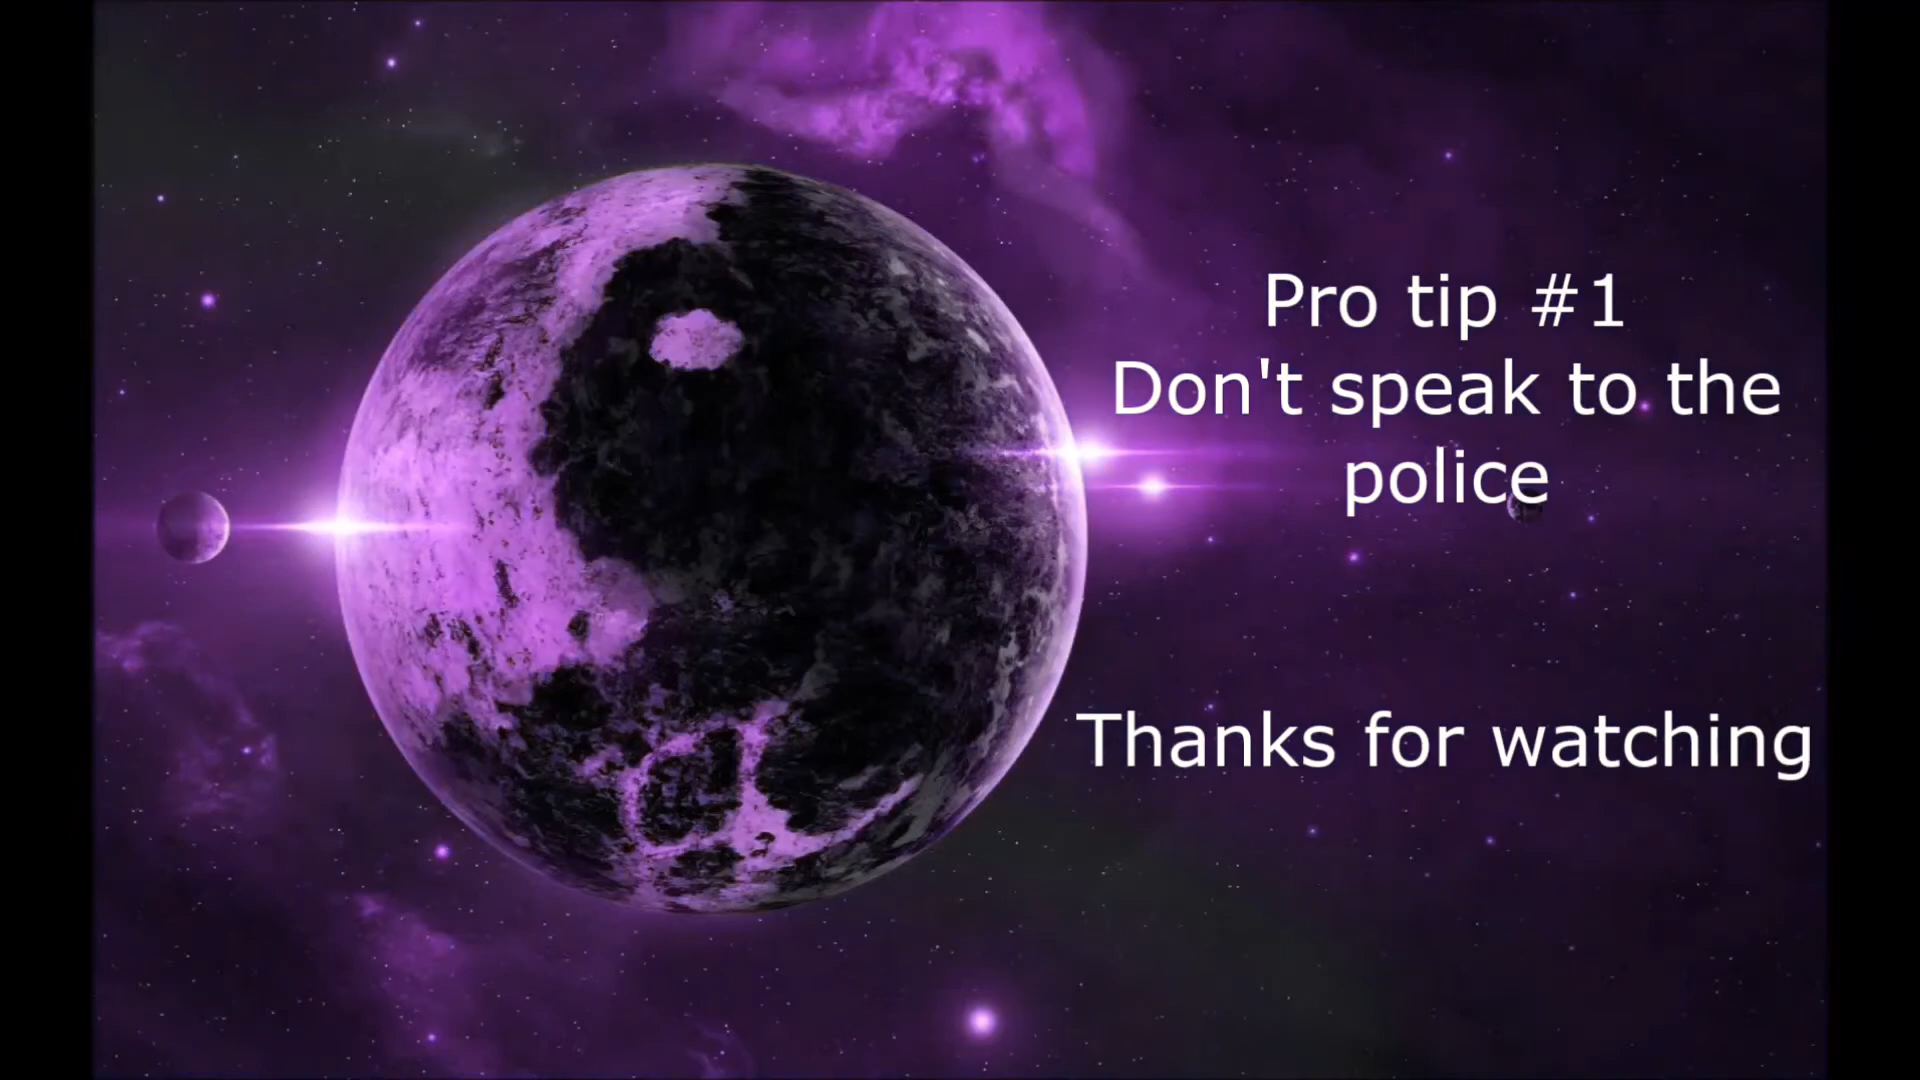 Pro tip #1
Don't speak to the
police
Thanks for watching